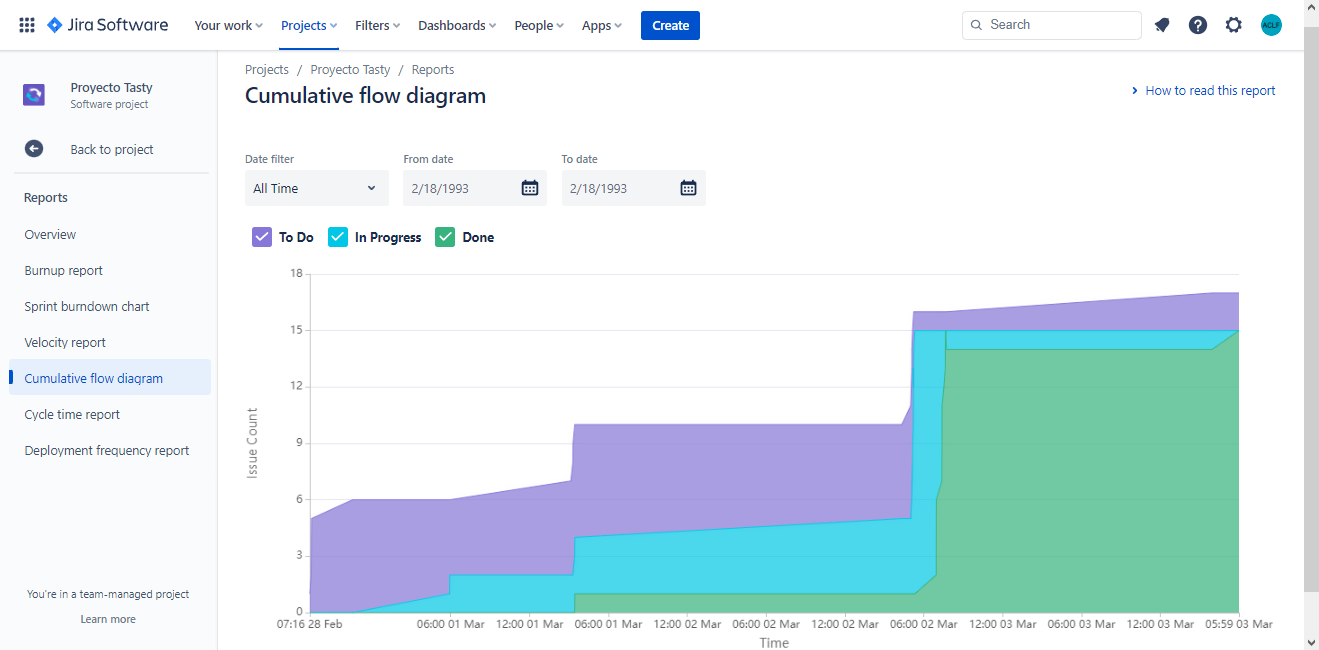 Jira Software Your work Projects Filters Dashboards People Apps Create Search ACLF
Proyecto Tasty
Software project
Back to project
Reports
Overview
Burnup report
Sprint burndown chart
Velocity report
Cumulative flow diagram
Cycle time report
Deployment frequency report
You're in a team-managed project
Learn more
Projects / Proyecto Tasty / Reports
Cumulative flow diagram
How to read this report
Date filter From date To date
All Time 2/18/1993 2/18/1993
To Do In Progress Done
18
15
12
9
6
3
0
Issue Count
07:16 28 Feb 06:00 01 Mar 12:00 01 Mar 06:00 01 Mar 12:00 02 Mar 06:00 02 Mar 12:00 02 Mar 06:00 02 Mar 12:00 03 Mar 06:00 03 Mar 12:00 03 Mar 05:59 03 Mar
Time